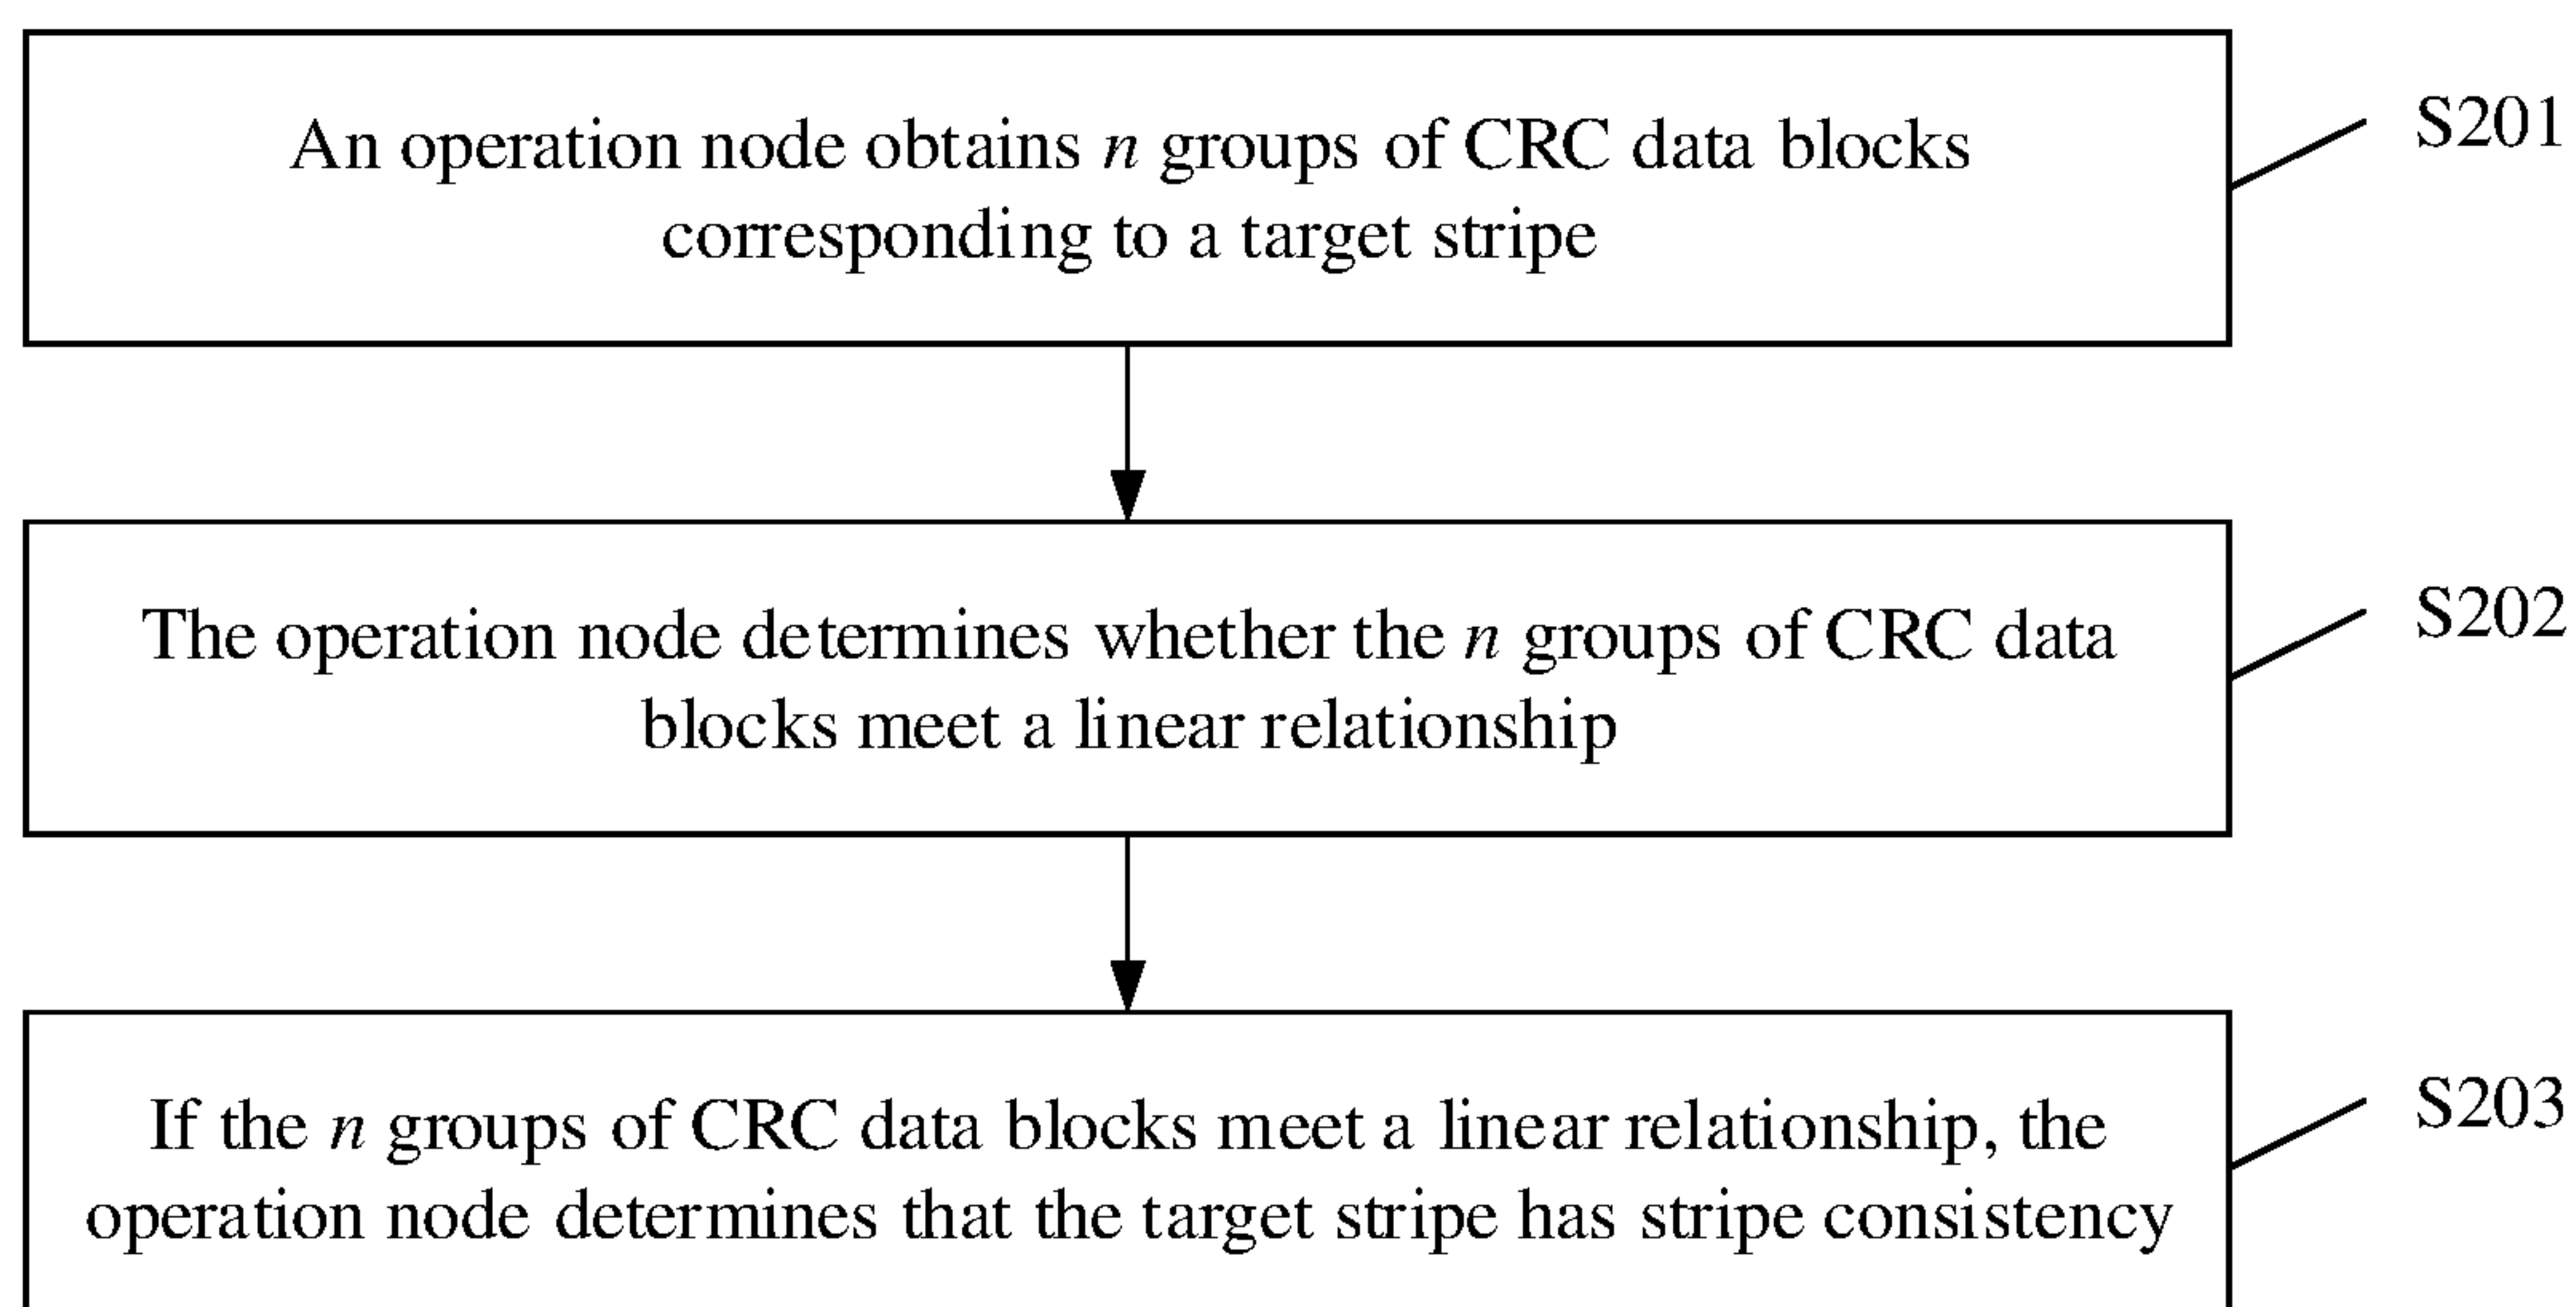 An operation node obtains n groups of CRC data blocks
corresponding to a target stripe
S201
The operation node determines whether the n groups of CRC data
blocks meet a linear relationship
S202
If the n groups of CRC data blocks meet a linear relationship, the
operation node determines that the target stripe has stripe consistency
S203